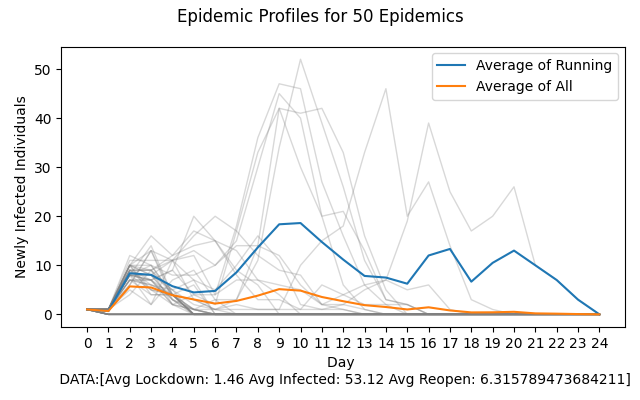 Epidemic Profiles for 50 Epidemics
Newly Infected Individuals
50
40
30
20
10
0
Average of Running
Average of All
0 1 2 3 4 5 6 7 8 9 10 11 12 13 14 15 16 17 18 19 20 21 22 23 24
Day
DATA:[Avg Lockdown: 1.46 Avg Infected: 53.12 Avg Reopen: 6.315789473684211]